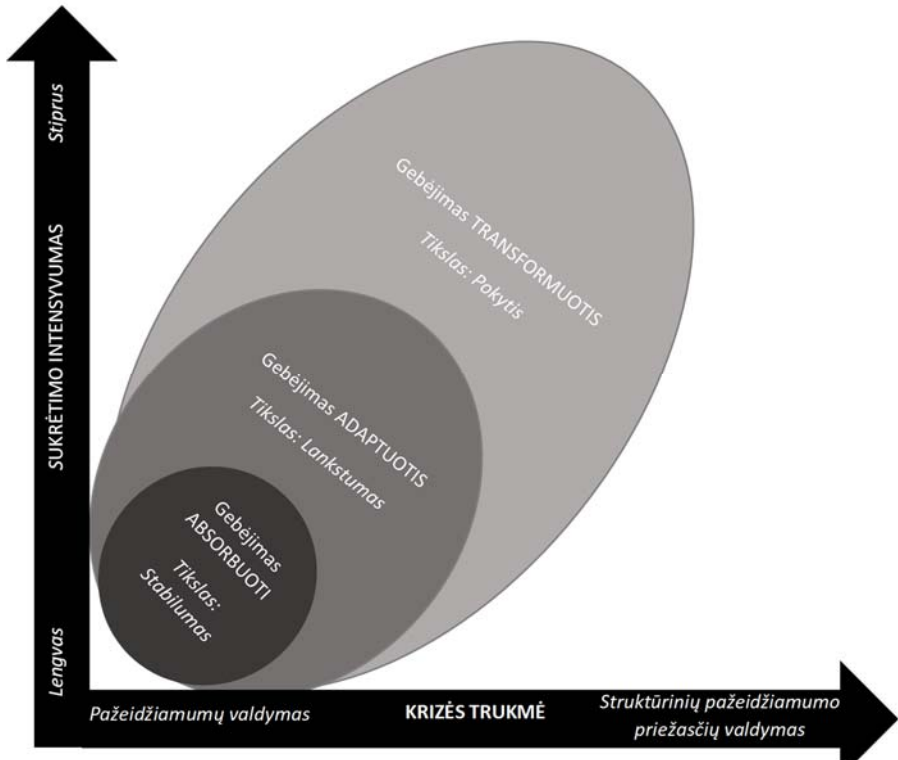 Stiprus
SUKRĖTIMO INTENSYVUMAS
Lengvas
Gebėjimas TRANSFORMUOTIS
Tikslas: Pokytis
Gebėjimas ADAPTUOTIS
Tikslas: Lankstumas
Gebėjimas
ABSORBUOTI
Tikslas:
Stabilumas
Pažeidžiamumų valdymas
KRIZĖS TRUKMĖ
Struktūrinių pažeidžiamumo
priežasčių valdymas